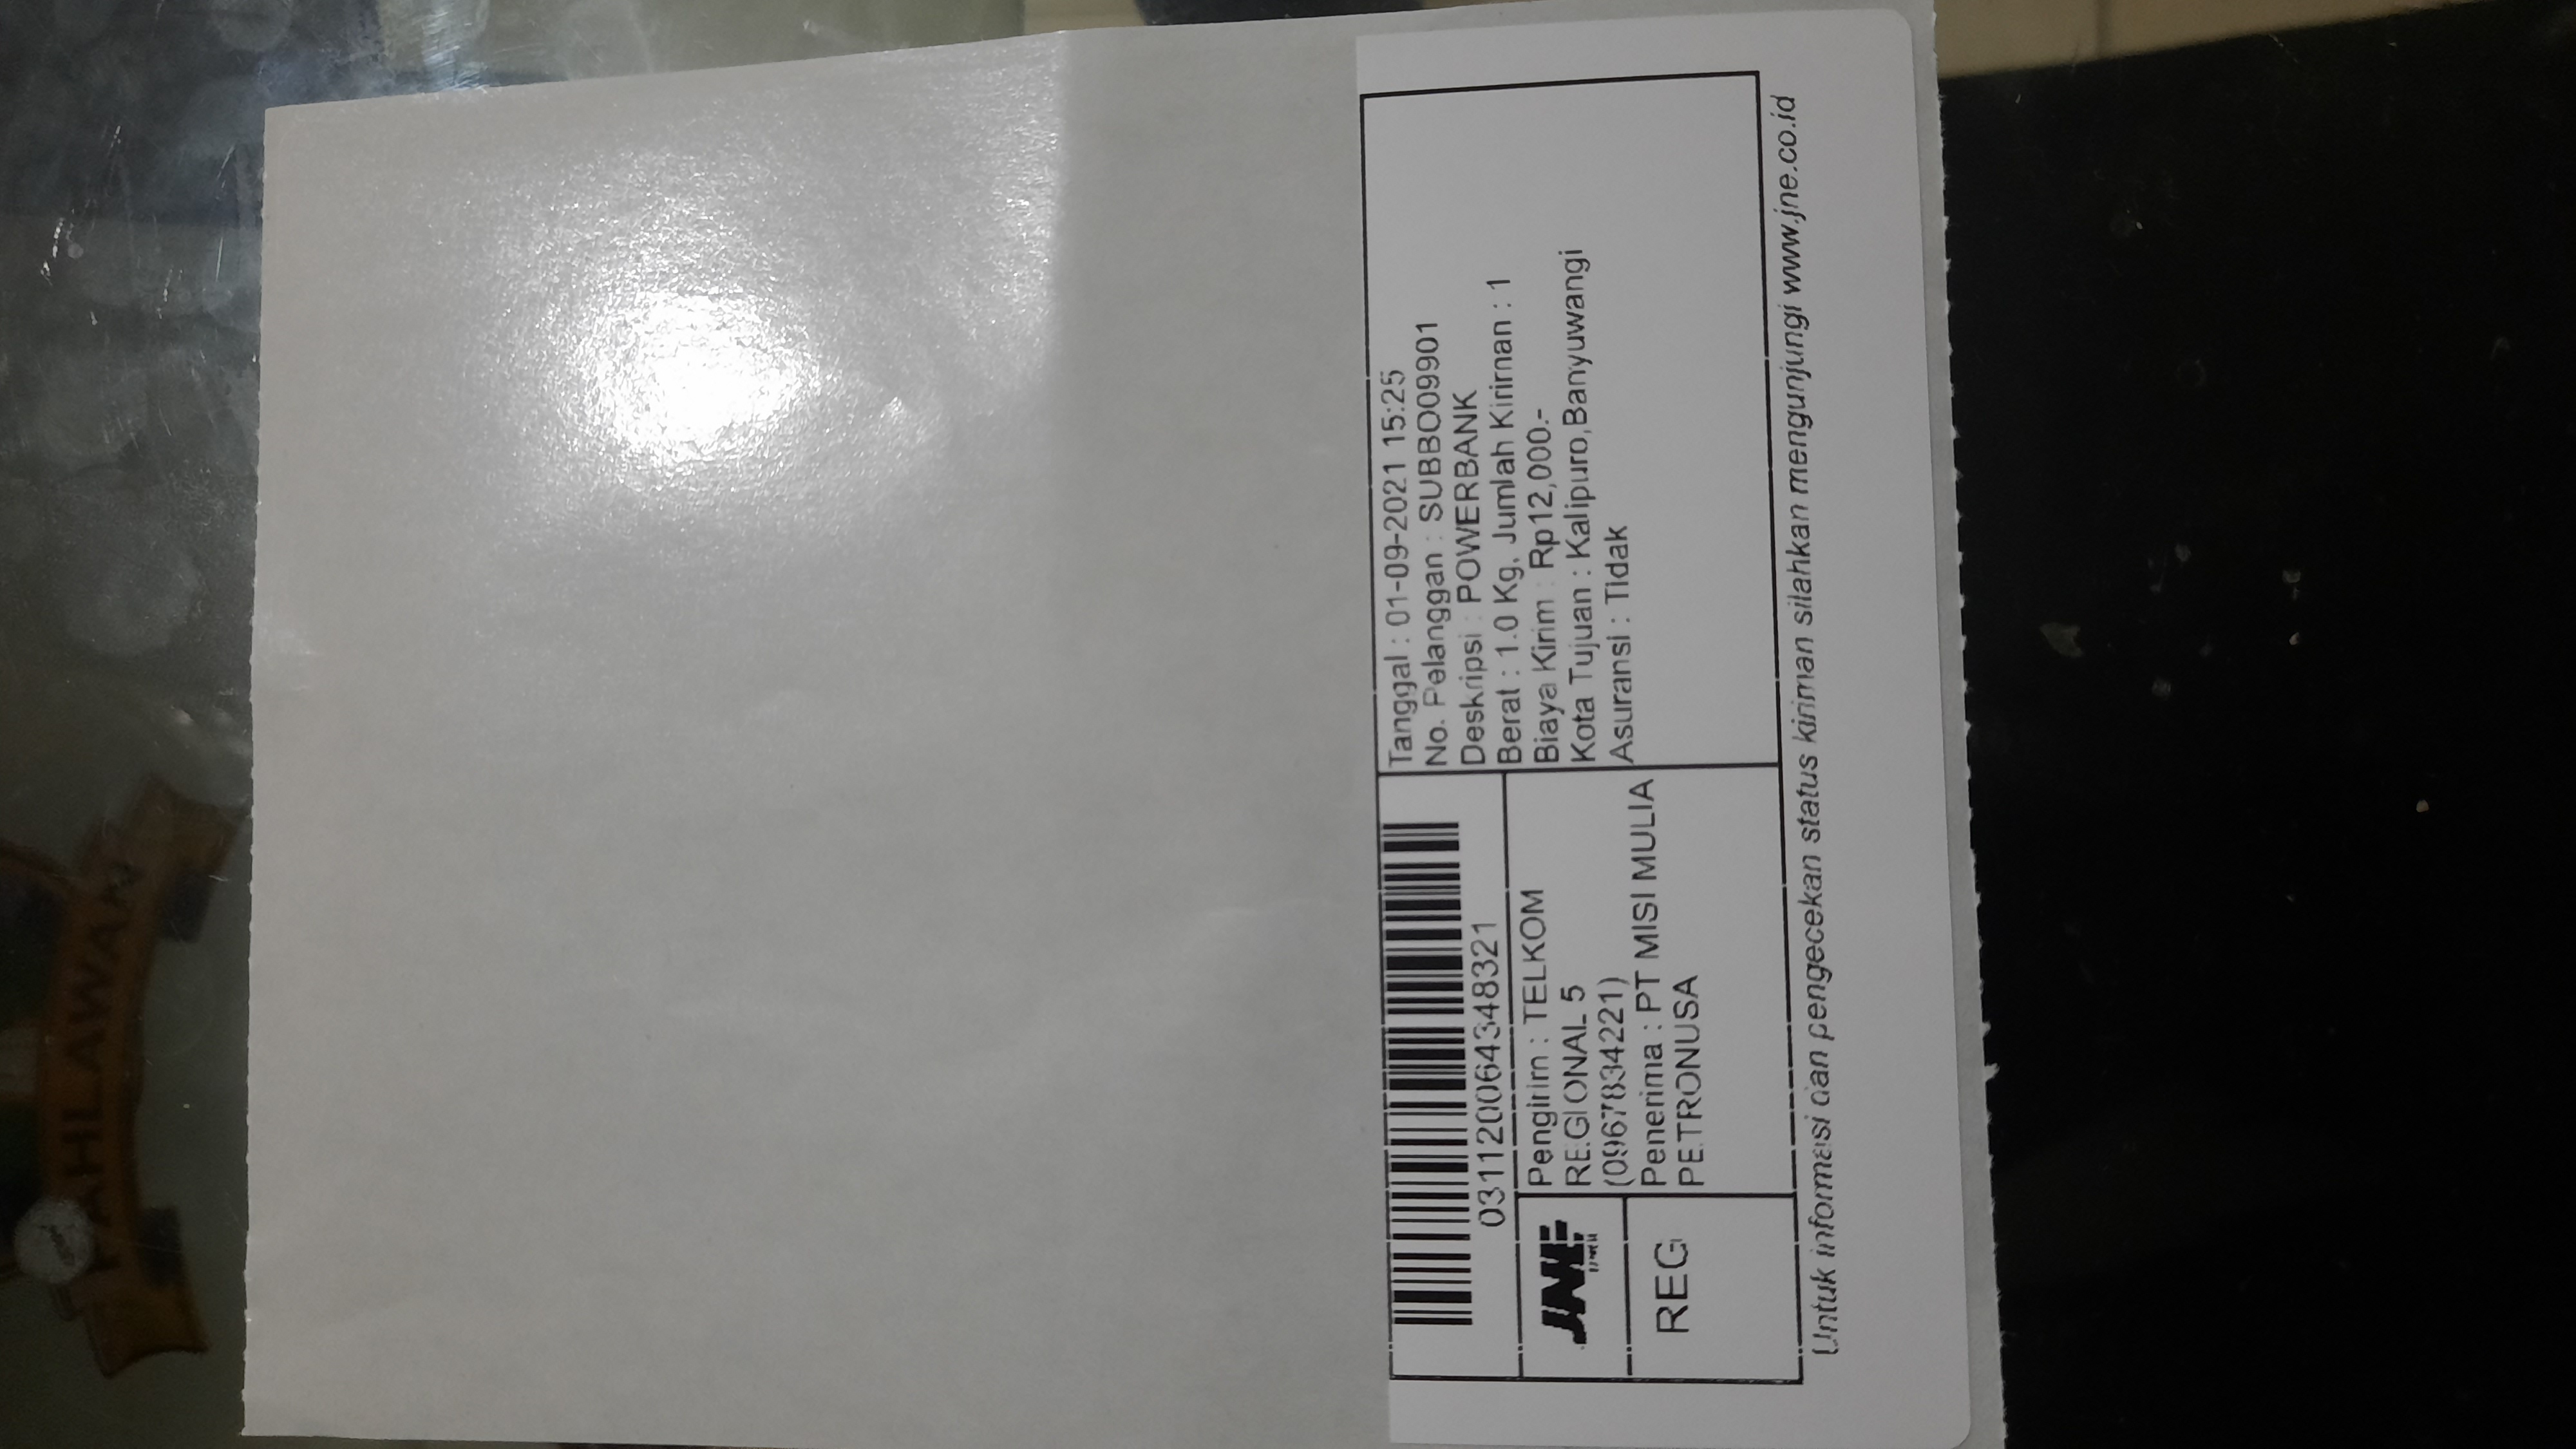 PAHLAWAN
031120064348321
JNE
REG
Pengirim : TELKOM
REGIONAL 5
(0967834221)
Penerima : PT MISI MULIA
PETRONUSA
Tanggal : 01-09-2021 15:25
No. Pelanggan : SUBBO09901
Deskripsi : POWERBANK
Berat : 1.0 Kg, Jumlah Kiriman : 1
Biaya Kirim : Rp12,000.-
Kota Tujuan : Kalipuro,Banyuwangi
Asuransi : Tidak
Untuk informasi dan pengecekan status kiriman silahkan mengunjungi www.jne.co.id